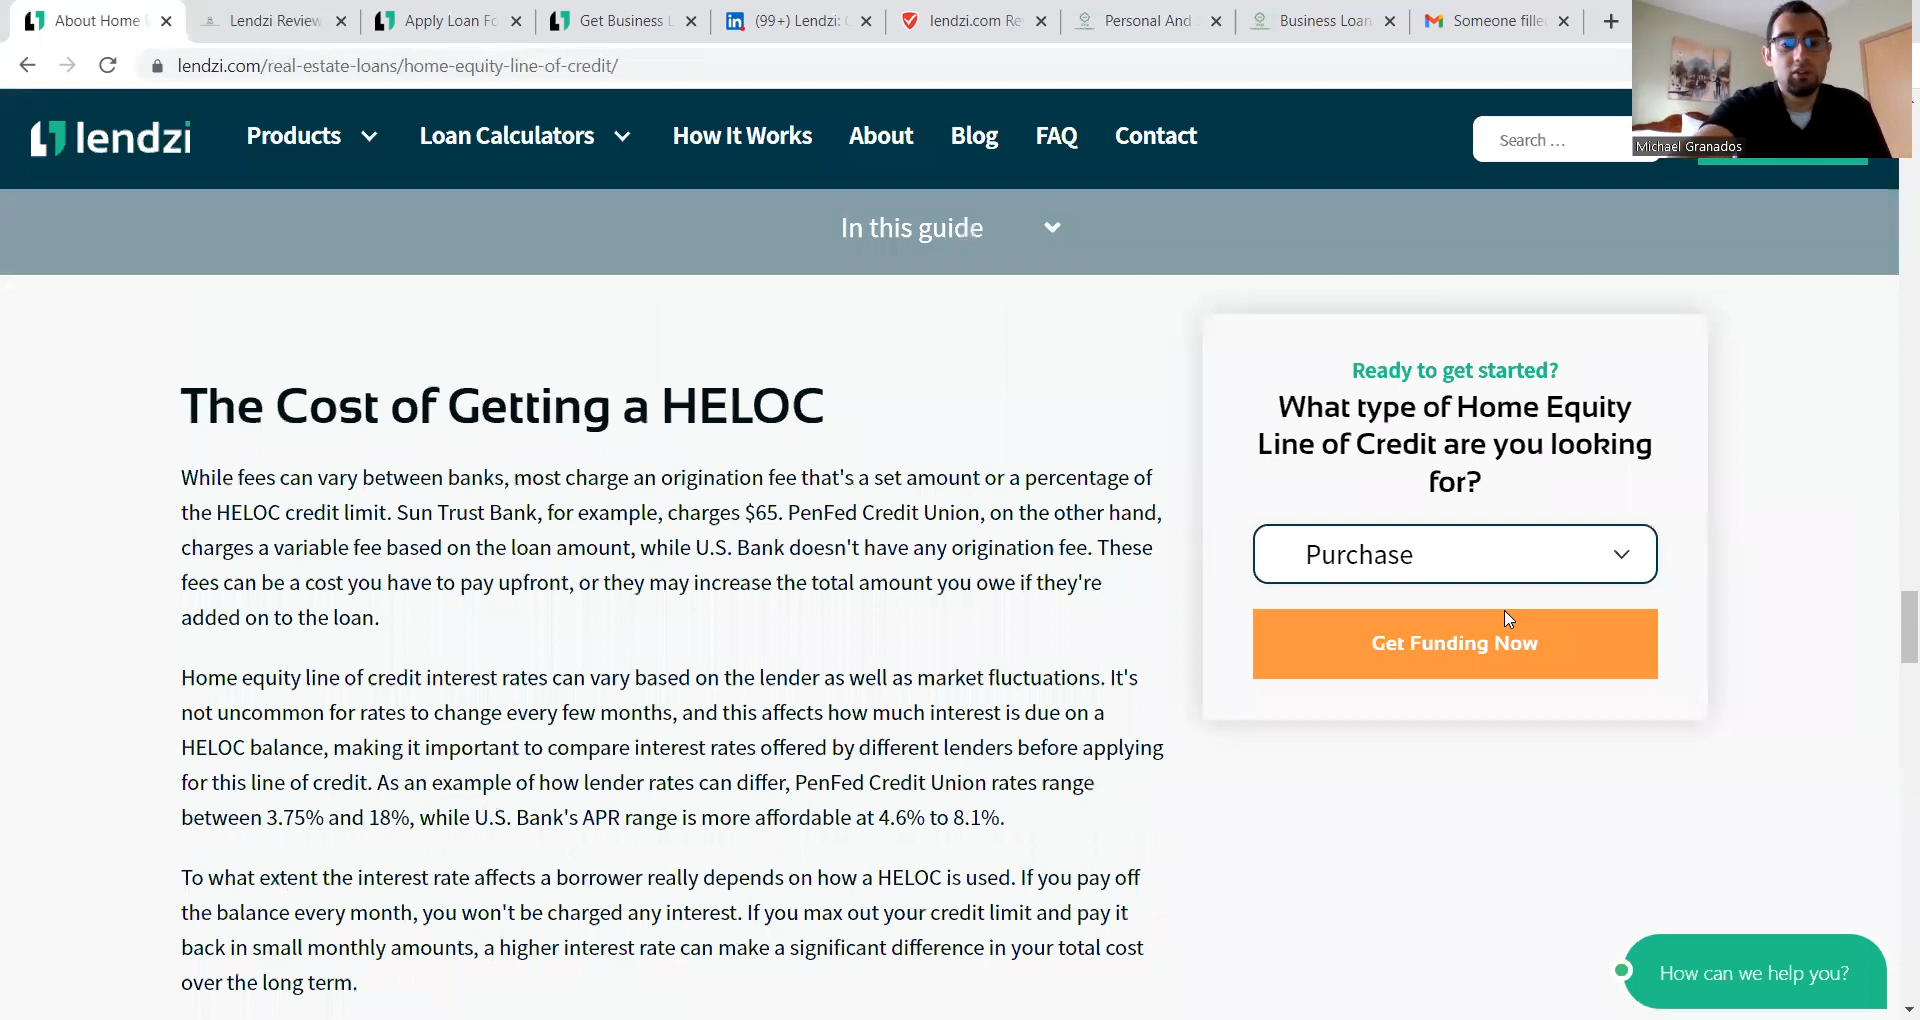 About Home
Lendzi Review
Apply Loan Fo
Get Business L
(99+) Lendzi:
lendzi.com Re
Personal And
Business Loan
Someone fille
lendzi.com/real-estate-loans/home-equity-line-of-credit/
lendzi
Products
Loan Calculators
How It Works
About
Blog
FAQ
Contact
Search …
Michael Granados
In this guide
The Cost of Getting a HELOC
While fees can vary between banks, most charge an origination fee that's a set amount or a percentage of
the HELOC credit limit. Sun Trust Bank, for example, charges $65. PenFed Credit Union, on the other hand,
charges a variable fee based on the loan amount, while U.S. Bank doesn't have any origination fee. These
fees can be a cost you have to pay upfront, or they may increase the total amount you owe if they're
added on to the loan.
Home equity line of credit interest rates can vary based on the lender as well as market fluctuations. It's
not uncommon for rates to change every few months, and this affects how much interest is due on a
HELOC balance, making it important to compare interest rates offered by different lenders before applying
for this line of credit. As an example of how lender rates can differ, PenFed Credit Union rates range
between 3.75% and 18%, while U.S. Bank's APR range is more affordable at 4.6% to 8.1%.
To what extent the interest rate affects a borrower really depends on how a HELOC is used. If you pay off
the balance every month, you won't be charged any interest. If you max out your credit limit and pay it
back in small monthly amounts, a higher interest rate can make a significant difference in your total cost
over the long term.
Ready to get started?
What type of Home Equity
Line of Credit are you looking
for?
Purchase
Get Funding Now
How can we help you?